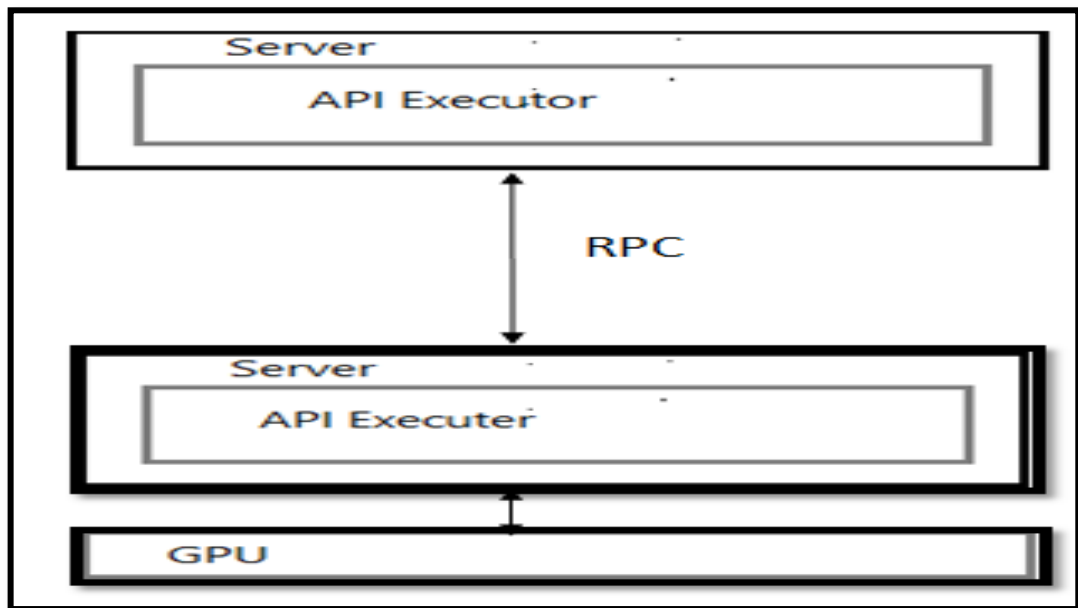 Server
API Executor
RPC
Server
API Executer
GPU